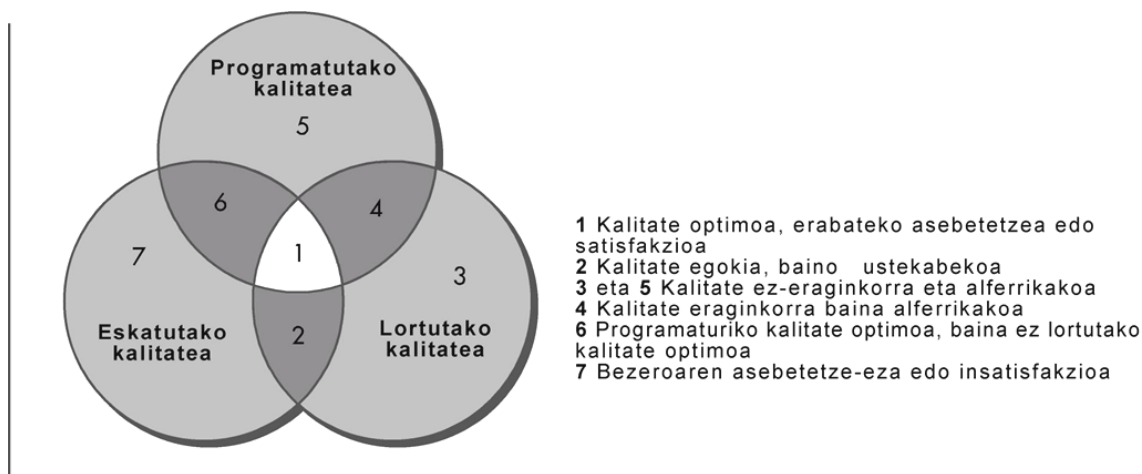 Programatutako
kalitatea
5
6
4
1
7
3
2
Eskatutako
kalitatea
Lortutako
kalitatea
1 Kalitate optimoa, erabateko asebetetzea edo
satisfakzioa
2 Kalitate egokia, baino ustekabekoa
3 eta 5 Kalitate ez-eraginkorra eta alferrikakoa
4 Kalitate eraginkorra baina alferrikakoa
6 Programaturiko kalitate optimoa, baina ez lortutako
kalitate optimoa
7 Bezeroaren asebetetze-eza edo insatisfakzioa